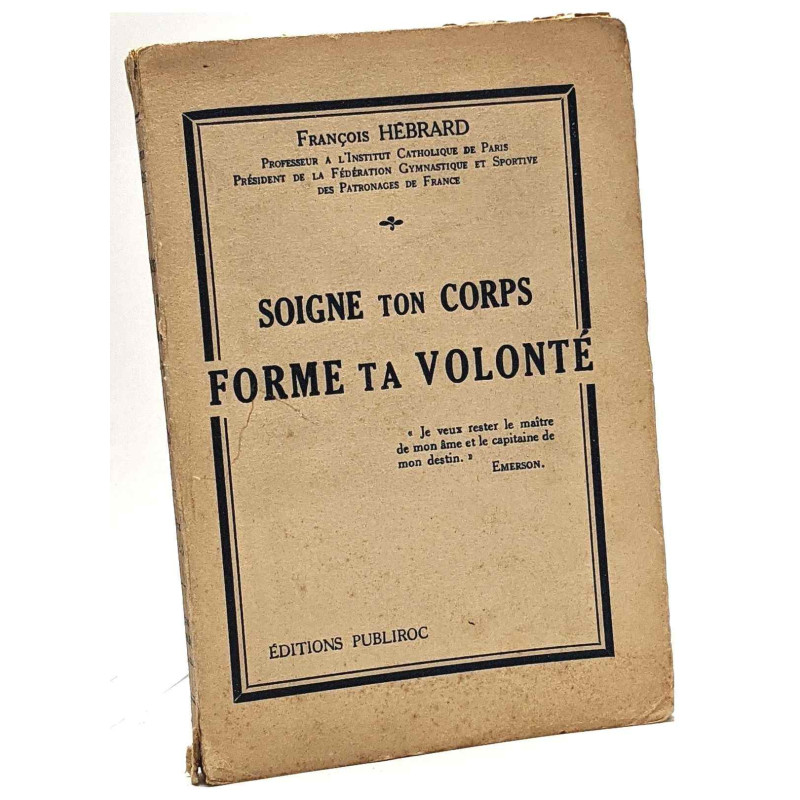 François HÉBRARD
Professeur a l'Institut Catholique de Paris
Président de la Fédération Gymnastique et Sportive
des Patronages de France
SOIGNE TON CORPS
FORME TA VOLONTÉ
« Je veux rester le maître
de mon âme et le capitaine de
mon destin. »
Emerson.
ÉDITIONS PUBLIROC